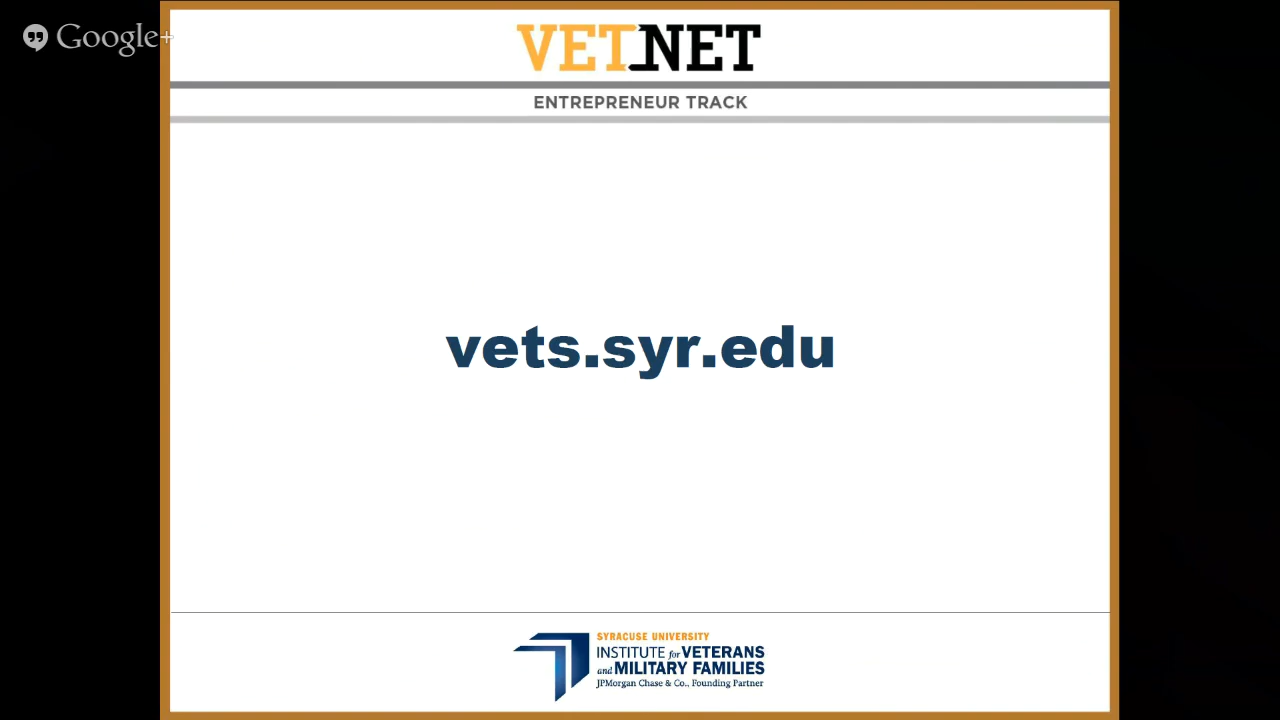 Google+
VETNET
ENTREPRENEUR TRACK
vets.syr.edu
SYRACUSE UNIVERSITY
INSTITUTE for VETERANS
and MILITARY FAMILIES
JPMorgan Chase & Co., Founding Partner